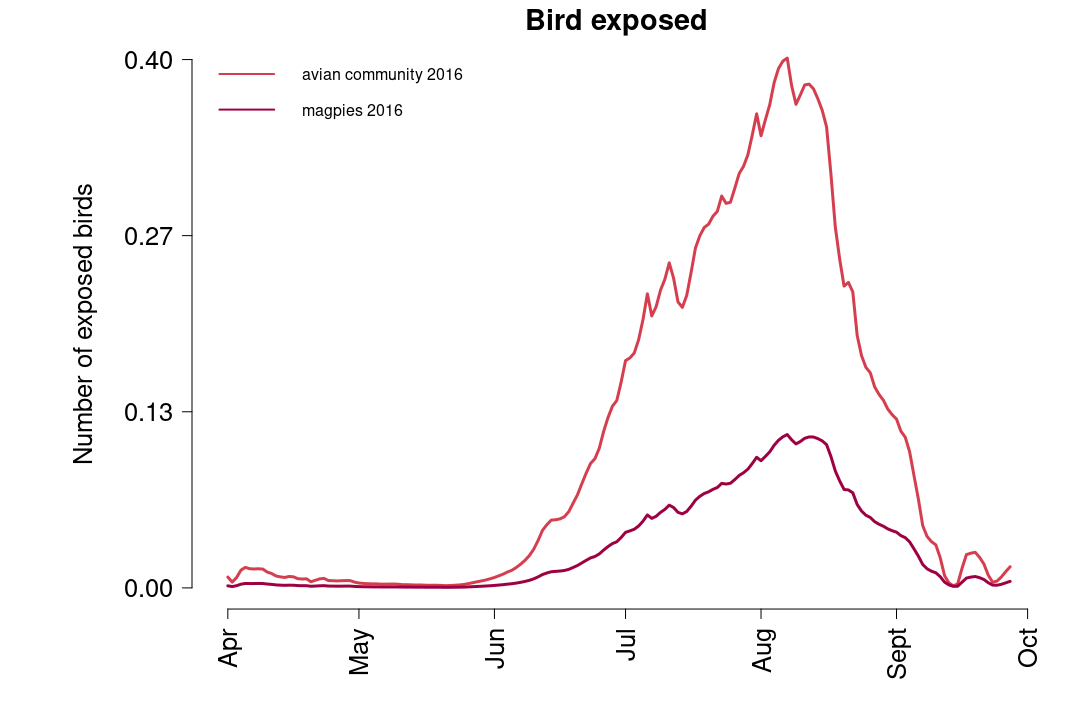 Bird exposed
avian community 2016
magpies 2016
Number of exposed birds
0.40
0.27
0.13
0.00
Apr
May
Jun
Jul
Aug
Sept
Oct